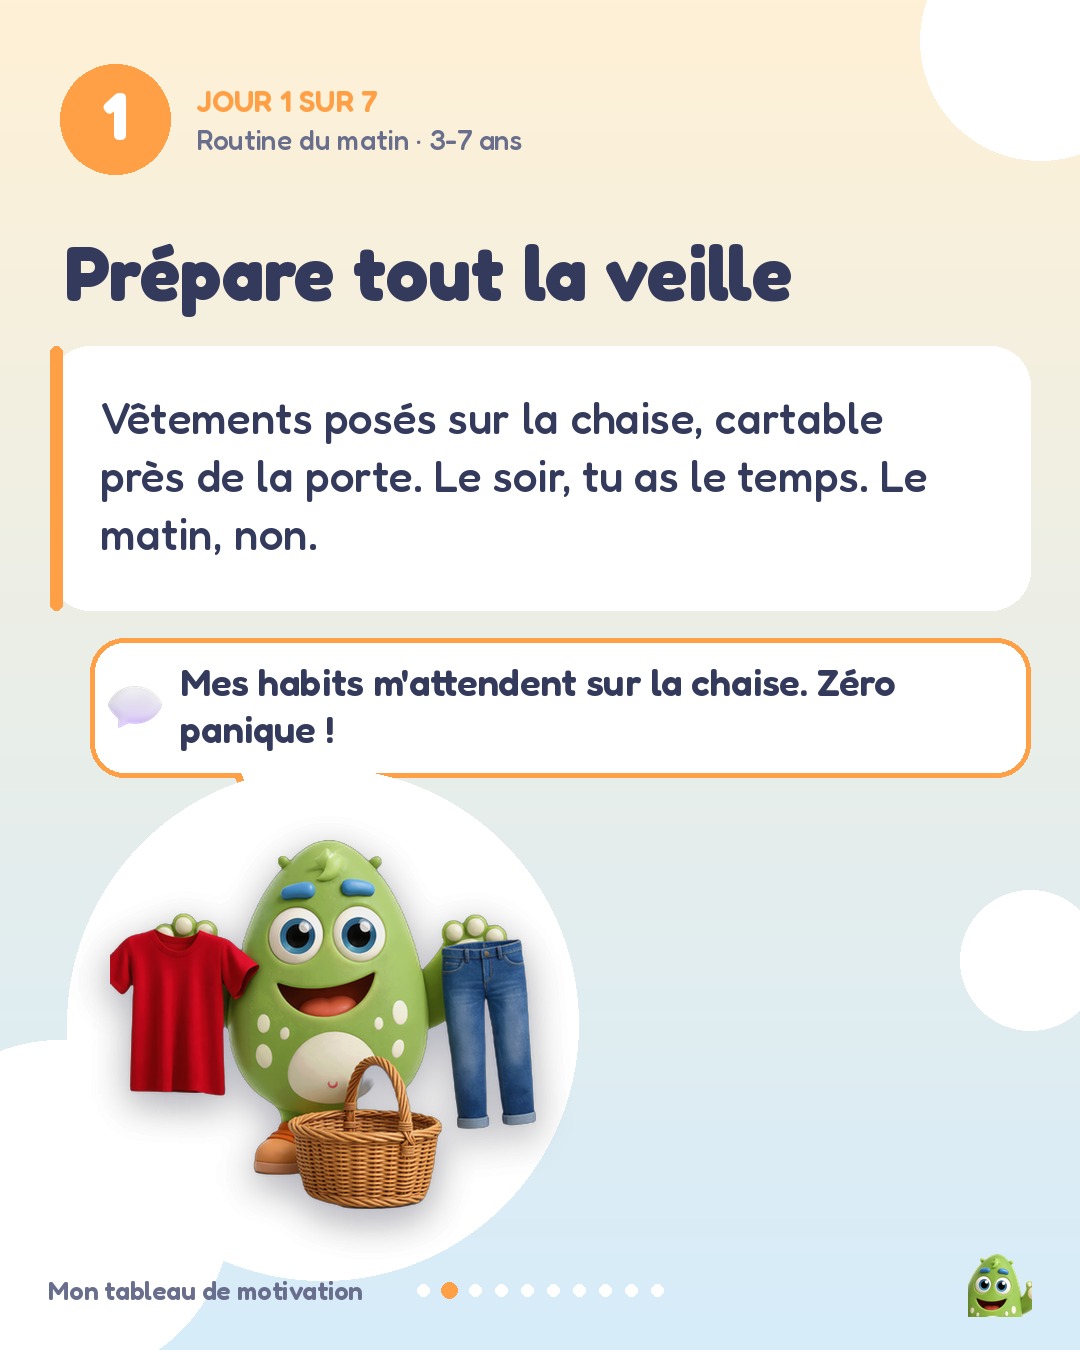 1
JOUR 1 SUR 7
Routine du matin · 3-7 ans
Prépare tout la veille
Vêtements posés sur la chaise, cartable
près de la porte. Le soir, tu as le temps. Le
matin, non.
Mes habits m'attendent sur la chaise. Zéro
panique !
Mon tableau de motivation